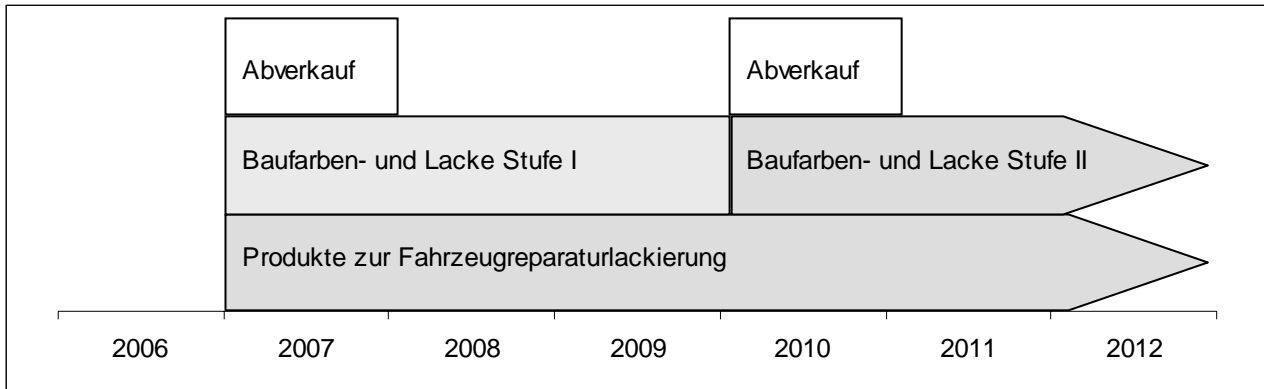 Abverkauf
Abverkauf
Baufarben- und Lacke Stufe I
Baufarben- und Lacke Stufe II
Produkte zur Fahrzeugreparaturlackierung
2006 2007 2008 2009 2010 2011 2012